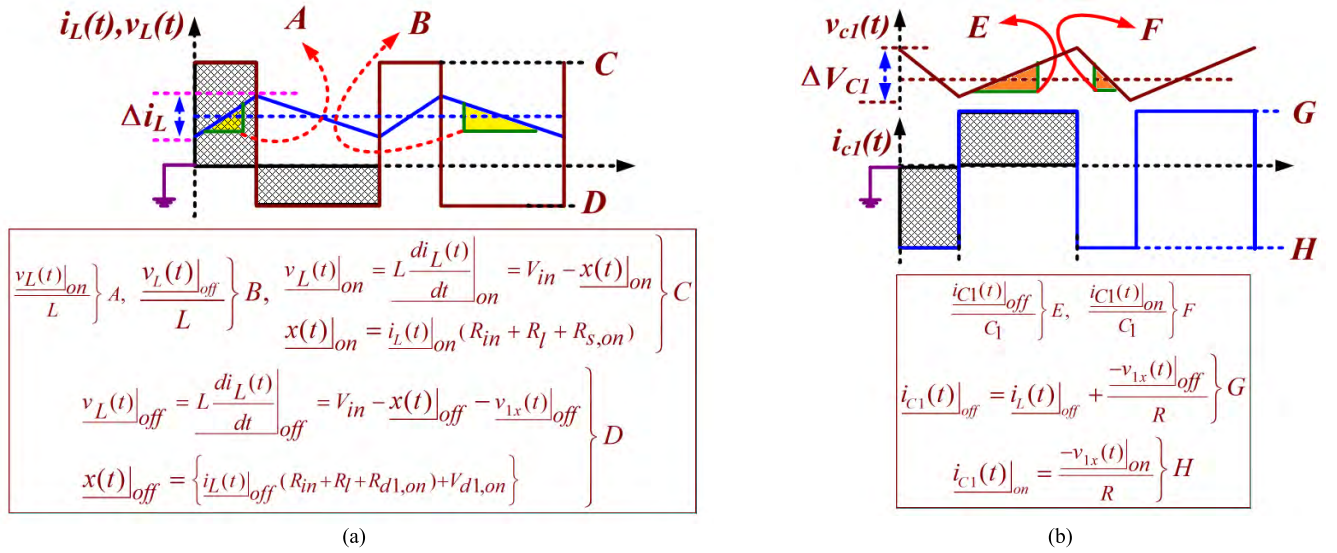 i_L(t),v_L(t)
A
B
C
Δi_L
D
v_L(t)|_on / L } A, v_L(t)|_off / L } B, v_L(t)|_on = L di_L(t)/dt |_on = V_in − x(t)|_on
x(t)|_on = i_L(t)|_on (R_in + R_l + R_s,on) } C
v_L(t)|_off = L di_L(t)/dt |_off = V_in − x(t)|_off − v_1x(t)|_off
x(t)|_off = { i_L(t)|_off (R_in + R_l + R_d1,on) + V_d1,on } } D
(a)
v_c1(t)
E
F
ΔV_C1
G
i_c1(t)
H
i_C1(t)|_off / C_1 } E, i_C1(t)|_on / C_1 } F
i_C1(t)|_off = i_L(t)|_off + −v_1x(t)|_off / R } G
i_C1(t)|_on = −v_1x(t)|_on / R } H
(b)